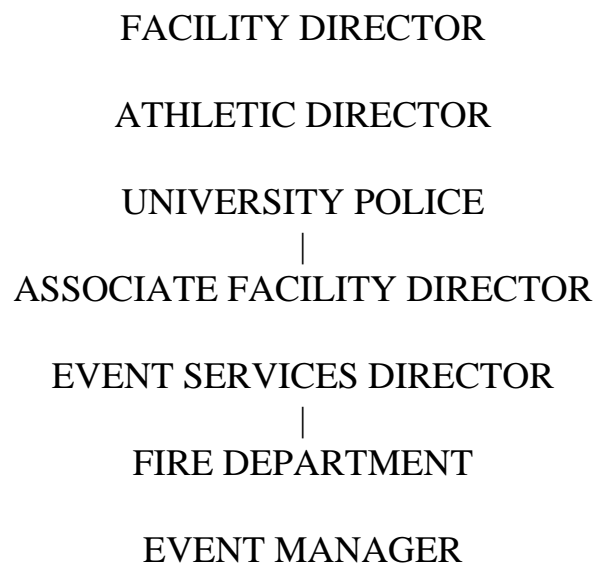 FACILITY DIRECTOR
ATHLETIC DIRECTOR
UNIVERSITY POLICE
|
ASSOCIATE FACILITY DIRECTOR
EVENT SERVICES DIRECTOR
|
FIRE DEPARTMENT
EVENT MANAGER